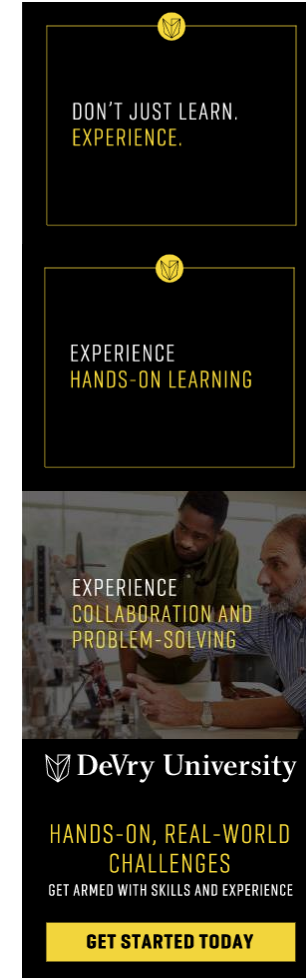 DON'T JUST LEARN.
EXPERIENCE.
EXPERIENCE
HANDS-ON LEARNING
EXPERIENCE
COLLABORATION AND
PROBLEM-SOLVING
DeVry University
HANDS-ON, REAL-WORLD
CHALLENGES
GET ARMED WITH SKILLS AND EXPERIENCE
GET STARTED TODAY